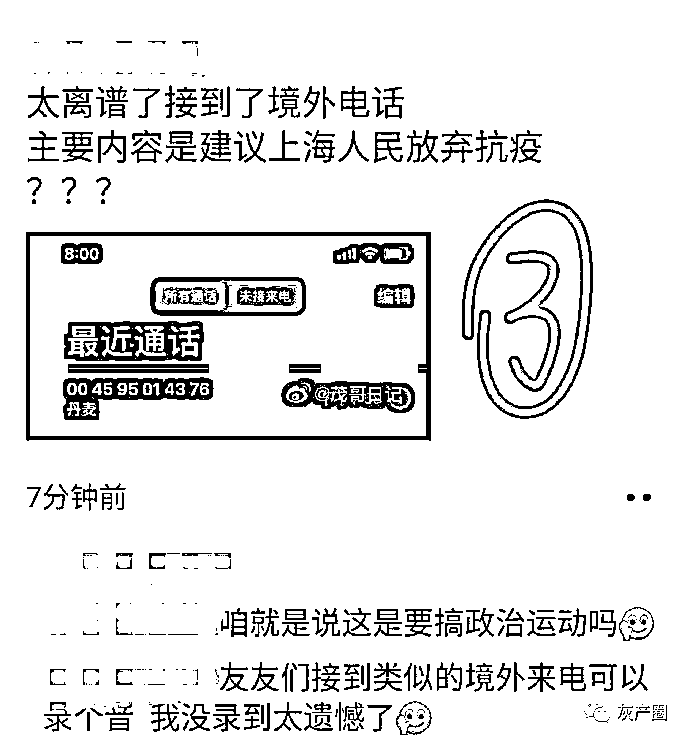 太离谱了接到了境外电话
主要内容是建议上海人民放弃抗疫
？？？
8:00
所有通话 未接来电 编辑
最近通话
00 45 95 01 43 76
丹麦
@茂哥日记
3
7分钟前
咱就是说这是要搞政治运动吗
友友们接到类似的境外来电可以
录个音 我没录到太遗憾了
灰产圈